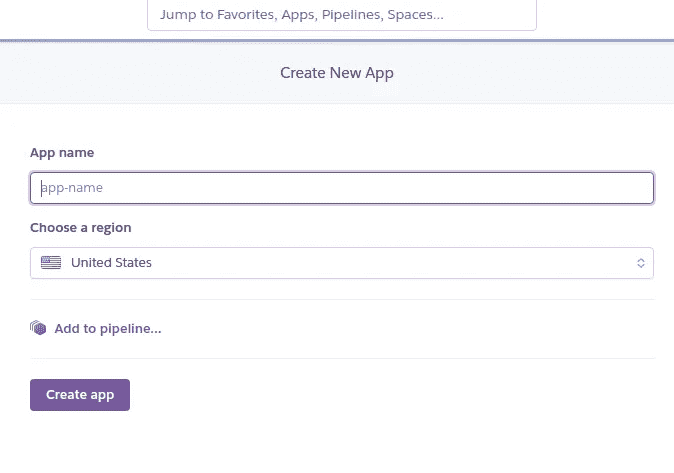 Jump to Favorites, Apps, Pipelines, Spaces...
Create New App
App name
app-name
Choose a region
United States
Add to pipeline...
Create app